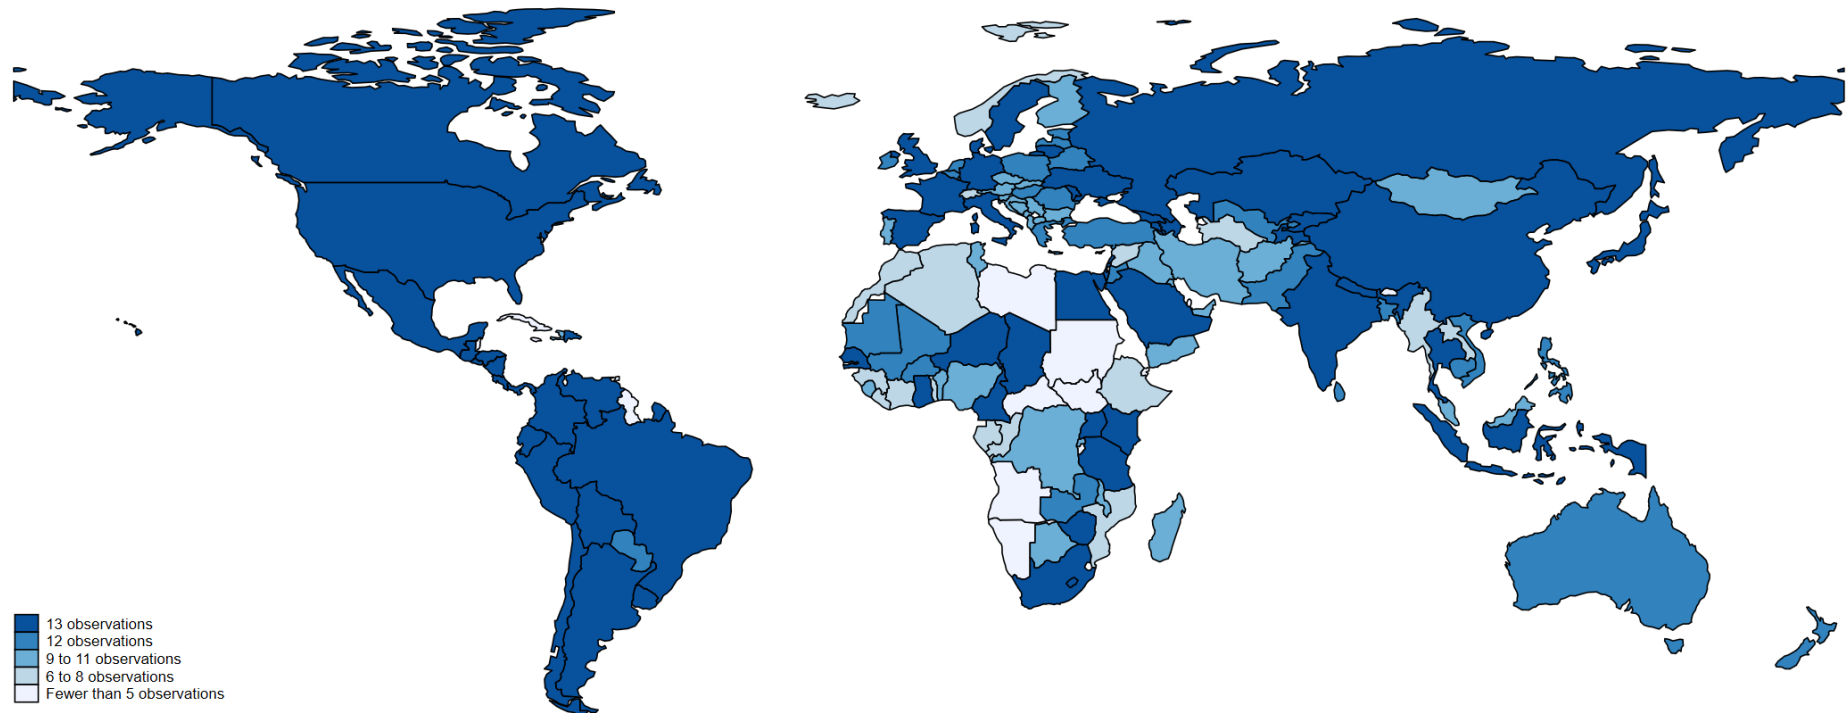 13 observations
12 observations
9 to 11 observations
6 to 8 observations
Fewer than 5 observations